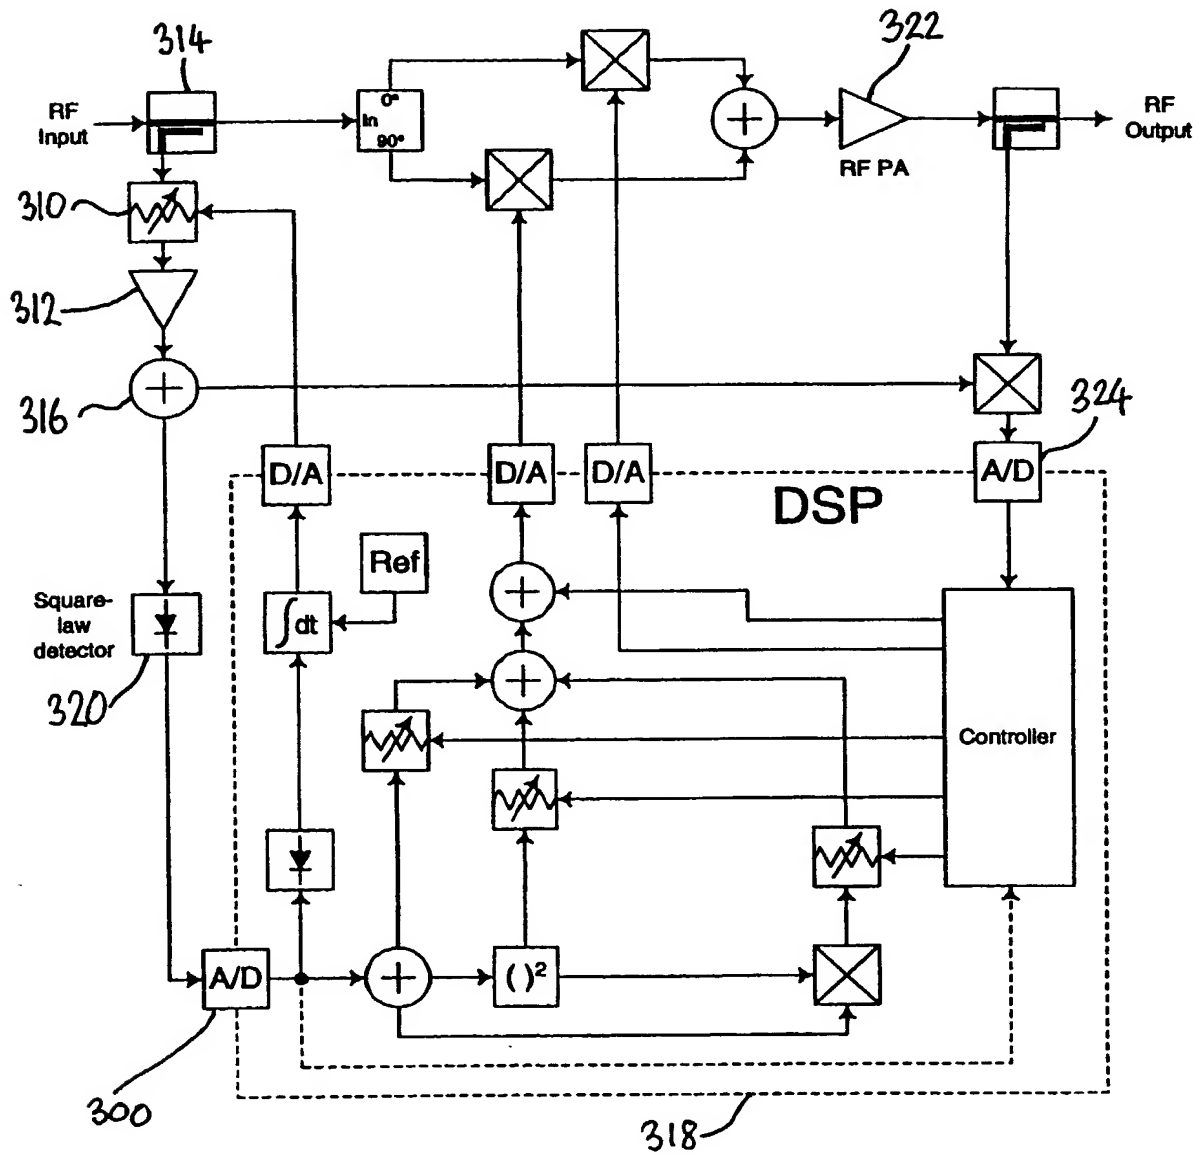 314
322
RF
Input
0°
In
90°
RF
Output
RF PA
310
312
316
324
D/A
D/A
D/A
A/D
DSP
Ref
∫dt
Square-
law
detector
320
Controller
A/D
( )²
300
318